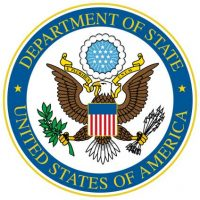 DEPARTMENT OF STATE
UNITED STATES OF AMERICA